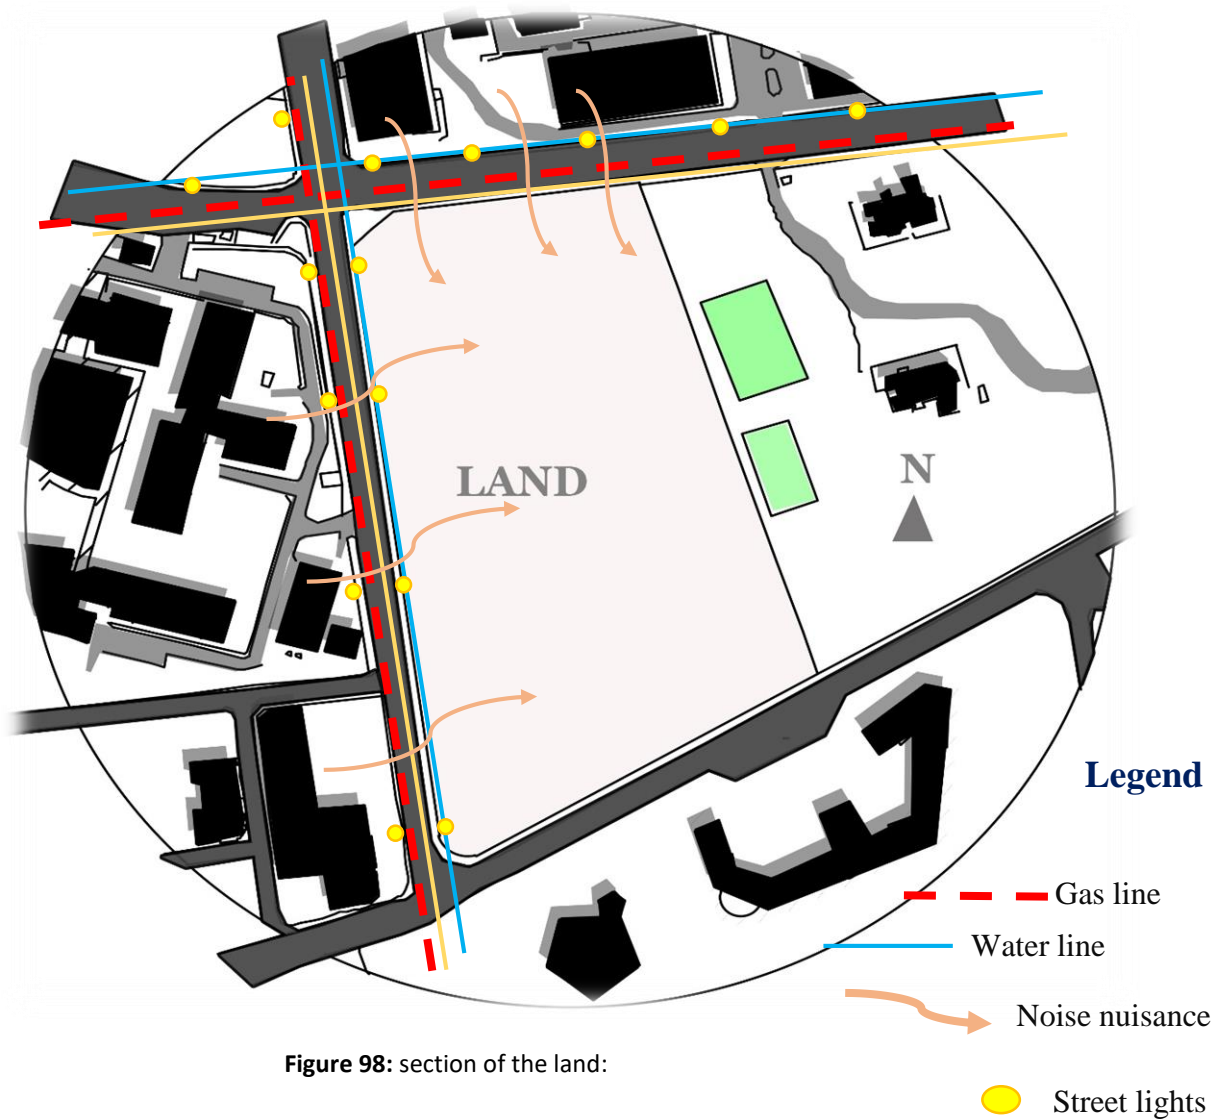 N
LAND
Legend
Gas line
Water line
Noise nuisance
Figure 98: section of the land:
Street lights